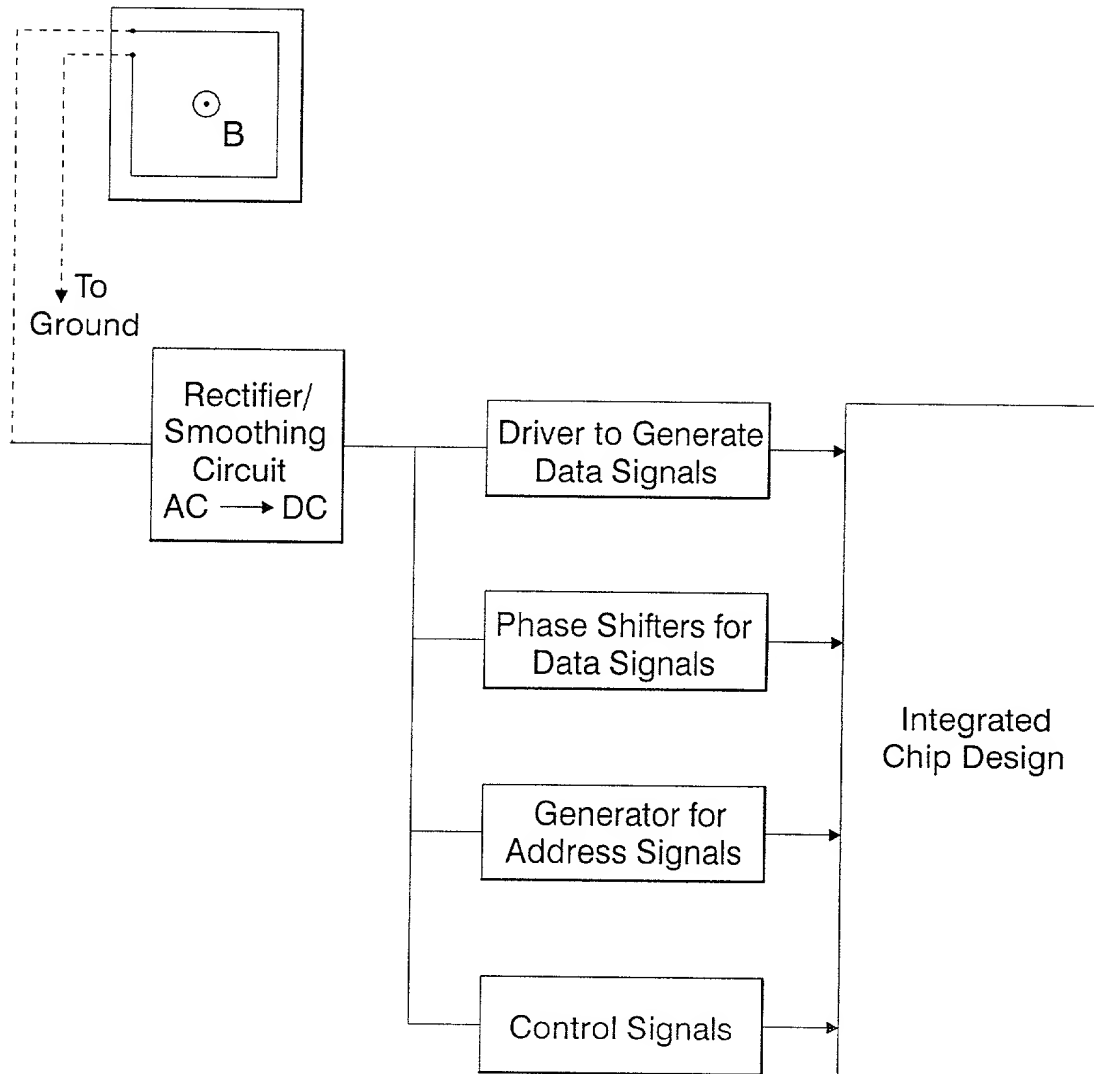 B
To
Ground
Rectifier/
Smoothing
Circuit
AC → DC
Driver to Generate
Data Signals
Phase Shifters for
Data Signals
Generator for
Address Signals
Control Signals
Integrated
Chip Design